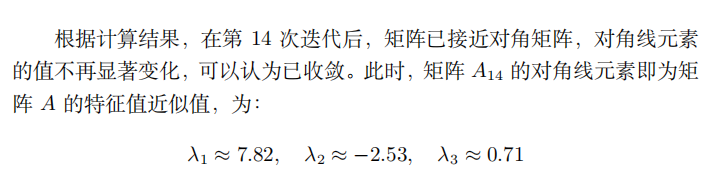 根据计算结果，在第 14 次迭代后，矩阵已接近对角矩阵，对角线元素
的值不再显著变化，可以认为已收敛。此时，矩阵 A₁₄ 的对角线元素即为矩
阵 A 的特征值近似值，为：
λ₁ ≈ 7.82, λ₂ ≈ −2.53, λ₃ ≈ 0.71